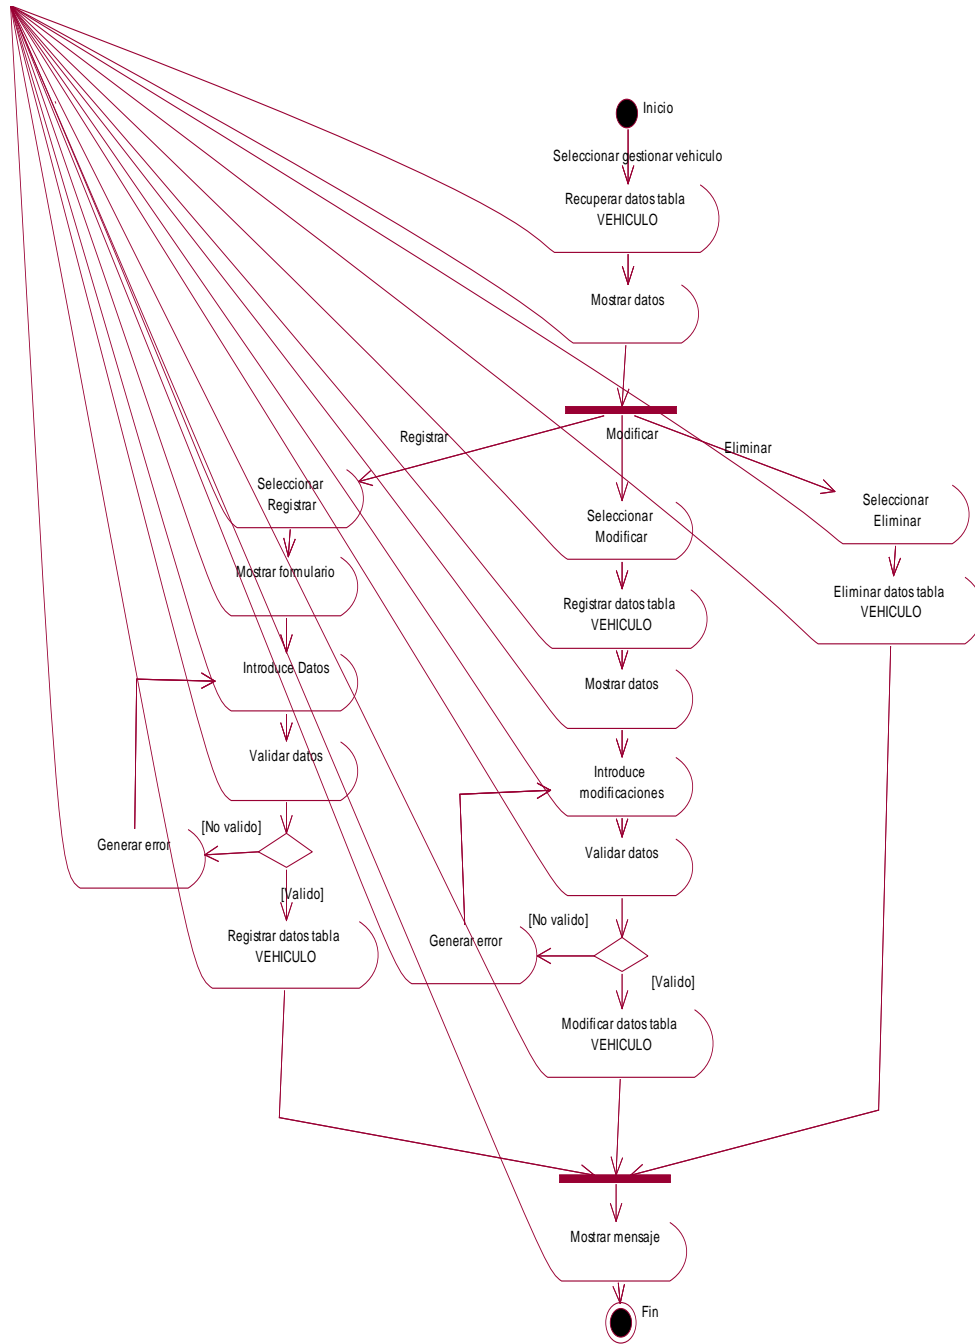 Inicio
Seleccionar gestionar vehiculo
Recuperar datos tabla
VEHICULO
Mostrar datos
Registrar
Modificar
Eliminar
Seleccionar
Registrar
Seleccionar
Modificar
Seleccionar
Eliminar
Mostrar formulario
Registrar datos tabla
VEHICULO
Eliminar datos tabla
VEHICULO
Introduce Datos
Mostrar datos
Validar datos
Introduce
modificaciones
[No valido]
Generar error
Validar datos
[Valido]
Registrar datos tabla
VEHICULO
[No valido]
Generar error
[Valido]
Modificar datos tabla
VEHICULO
Mostrar mensaje
Fin